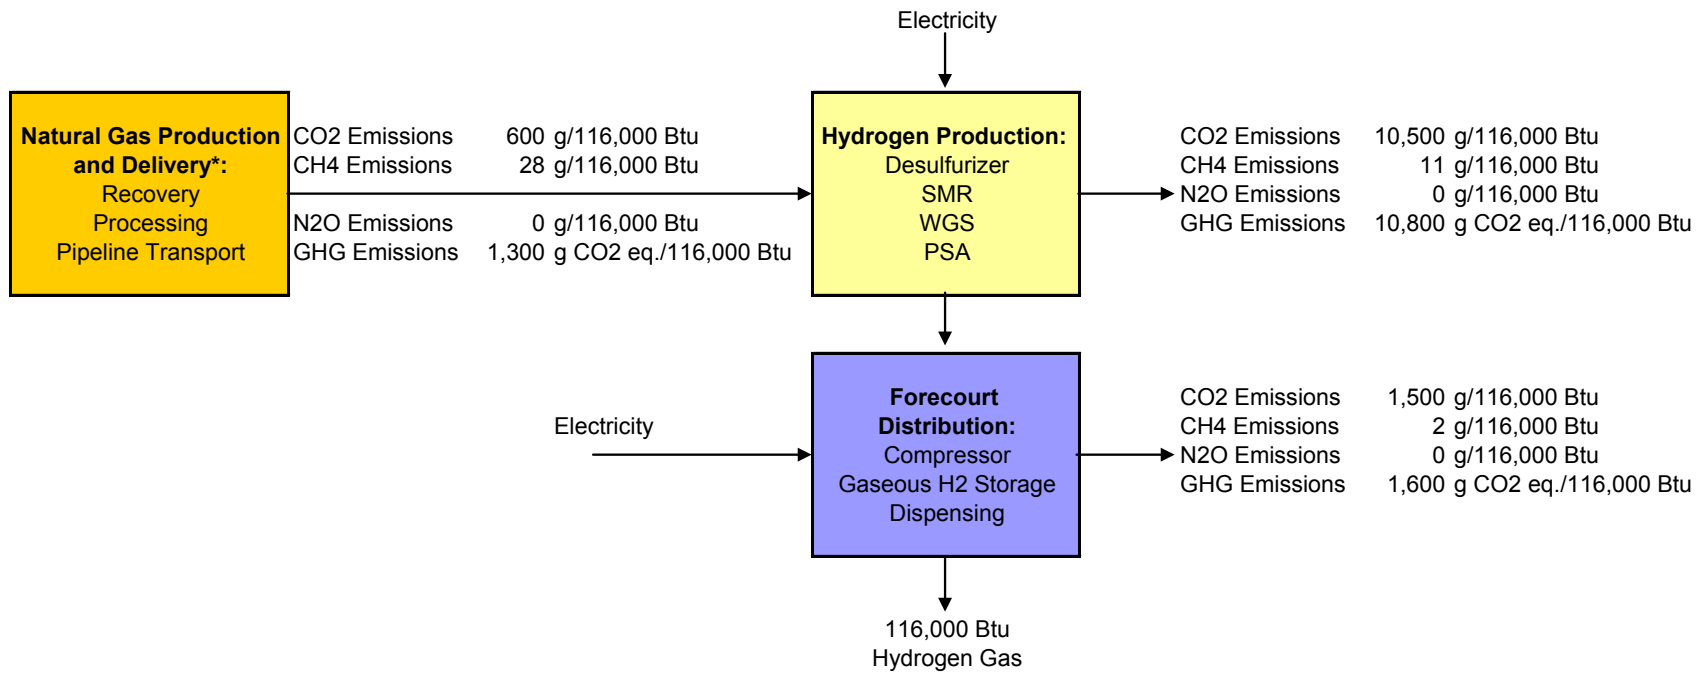 Electricity
Natural Gas Production
and Delivery*:
Recovery
Processing
Pipeline Transport
CO2 Emissions 600 g/116,000 Btu
CH4 Emissions 28 g/116,000 Btu
N2O Emissions 0 g/116,000 Btu
GHG Emissions 1,300 g CO2 eq./116,000 Btu
Hydrogen Production:
Desulfurizer
SMR
WGS
PSA
CO2 Emissions 10,500 g/116,000 Btu
CH4 Emissions 11 g/116,000 Btu
N2O Emissions 0 g/116,000 Btu
GHG Emissions 10,800 g CO2 eq./116,000 Btu
Electricity
Forecourt
Distribution:
Compressor
Gaseous H2 Storage
Dispensing
CO2 Emissions 1,500 g/116,000 Btu
CH4 Emissions 2 g/116,000 Btu
N2O Emissions 0 g/116,000 Btu
GHG Emissions 1,600 g CO2 eq./116,000 Btu
116,000 Btu
Hydrogen Gas